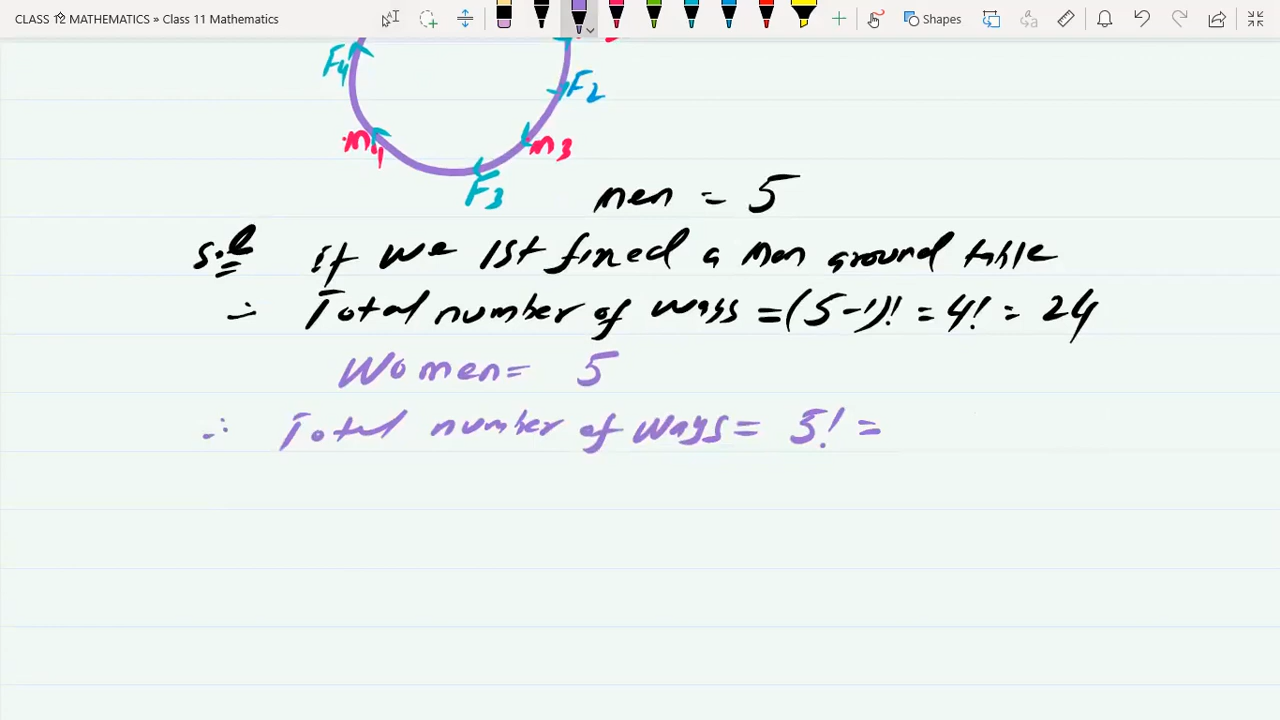 CLASS 12 MATHEMATICS » Class 11 Mathematics
Shapes
F4
F2
M4
M3
F3
men = 5
Sol if we 1st fixed a men around table
∴ Total number of ways = (5-1)! = 4! = 24
Women = 5
∴ Total number of ways = 5! =